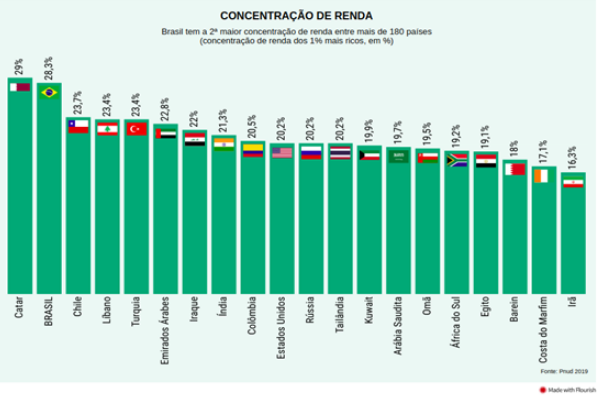 CONCENTRAÇÃO DE RENDA
Brasil tem a 2ª maior concentração de renda entre mais de 180 países
(concentração de renda dos 1% mais ricos, em %)
29%
28,3%
23,7%
23,4%
23,4%
22,8%
22%
21,3%
20,5%
20,2%
20,2%
20,2%
19,9%
19,7%
19,5%
19,2%
19,1%
18%
17,1%
16,3%
Catar
BRASIL
Chile
Líbano
Turquia
Emirados Árabes
Iraque
Índia
Colômbia
Estados Unidos
Rússia
Tailândia
Kuwait
Arábia Saudita
Omã
África do Sul
Egito
Barein
Costa do Marfim
Irã
Fonte: Pnud 2019
Made with Flourish